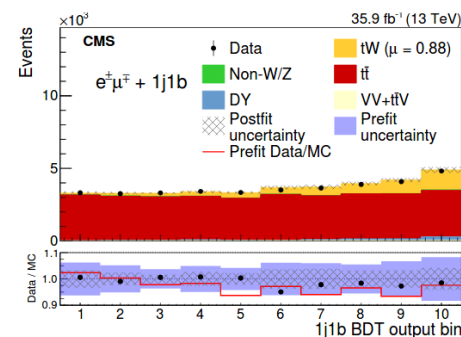 ×10³
35.9 fb⁻¹ (13 TeV)
Events
CMS
e±μ∓ + 1j1b
Data
tW (μ = 0.88)
Non-W/Z
tt̄
DY
VV+tt̄V
Postfit uncertainty
Prefit uncertainty
Prefit Data/MC
10
5
0
Data / MC
1.1
1.0
0.9
1 2 3 4 5 6 7 8 9 10
1j1b BDT output bin